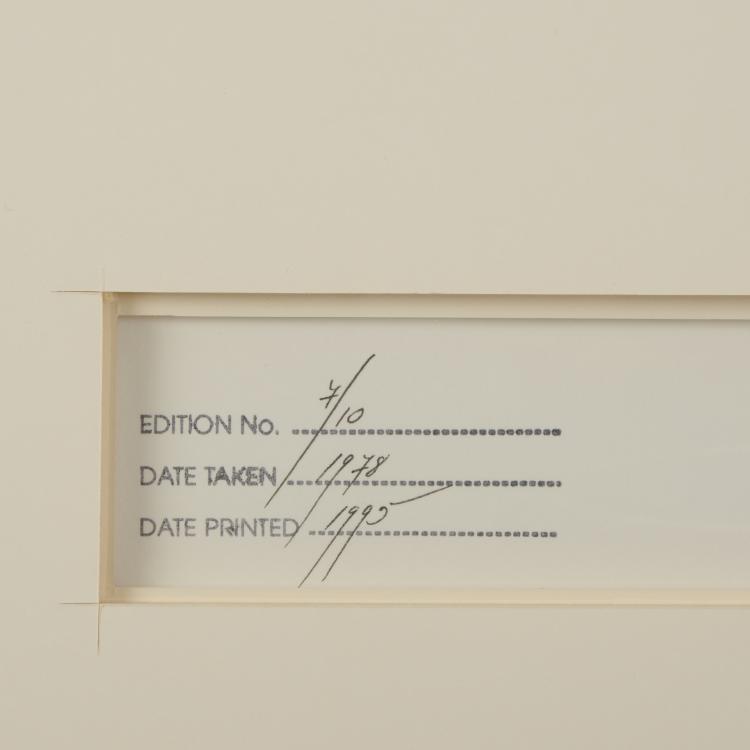 EDITION No. 7/10
DATE TAKEN 1978
DATE PRINTED 1995